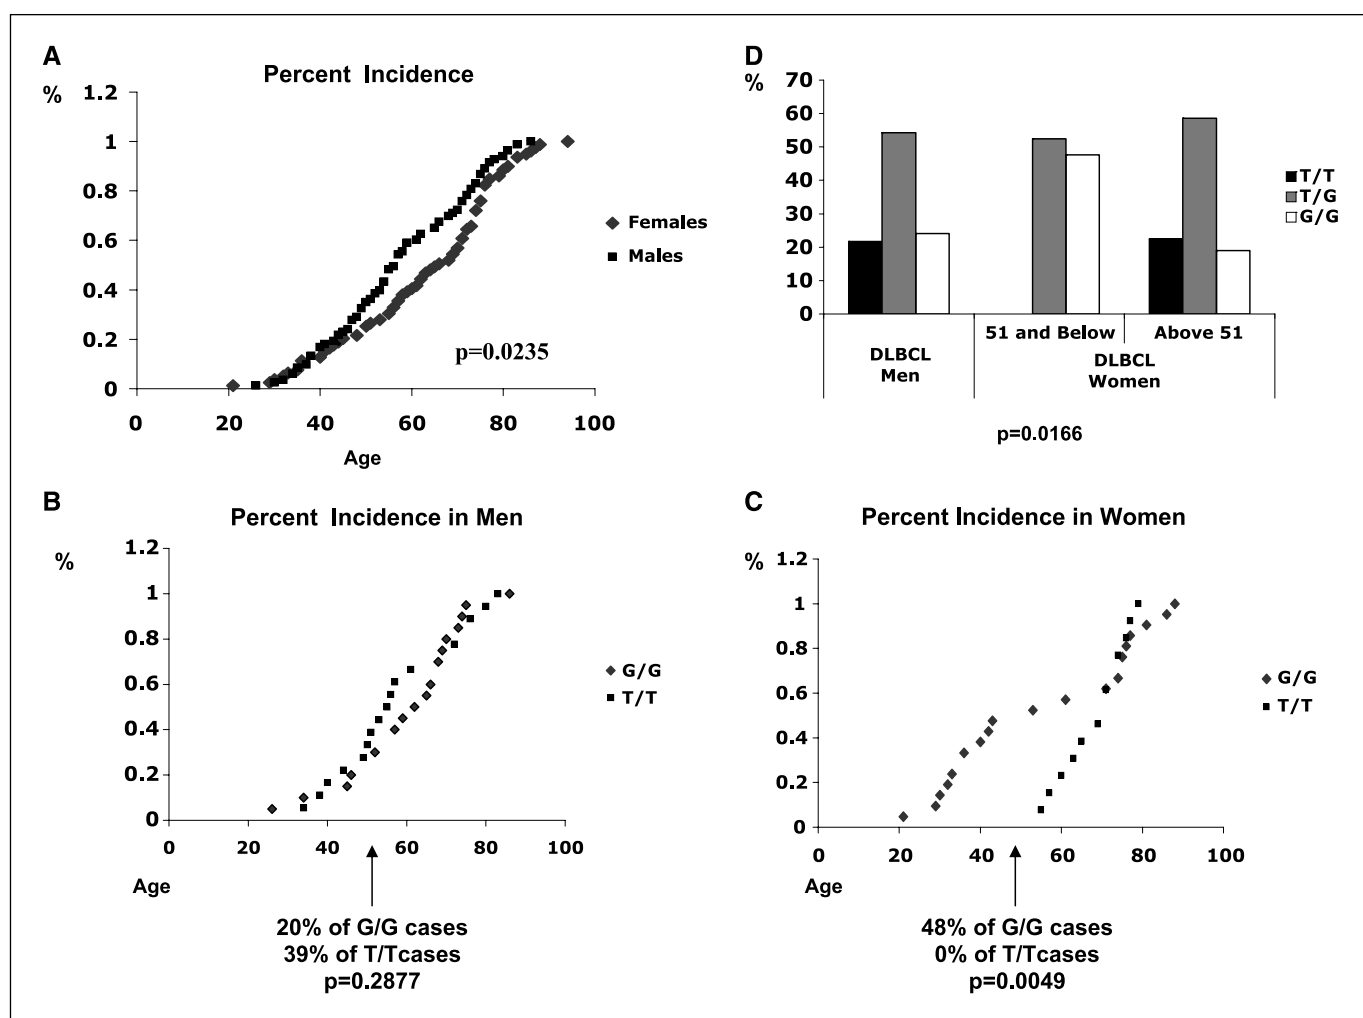 A
Percent Incidence
%
1.2
1
0.8
0.6
0.4
0.2
0
p=0.0235
0 20 40 60 80 100
Age
Females
Males
D
%
70
60
50
40
30
20
10
0
T/T
T/G
G/G
51 and Below Above 51
DLBCL
Men
DLBCL
Women
p=0.0166
B
Percent Incidence in Men
%
1.2
1
0.8
0.6
0.4
0.2
0
0 20 40 60 80 100
Age
G/G
T/T
20% of G/G cases
39% of T/Tcases
p=0.2877
C
Percent Incidence in Women
%
1.2
1
0.8
0.6
0.4
0.2
0
0 20 40 60 80 100
Age
G/G
T/T
48% of G/G cases
0% of T/Tcases
p=0.0049